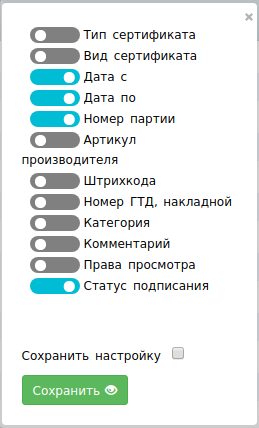 Тип сертификата
Вид сертификата
Дата с
Дата по
Номер партии
Артикул
производителя
Штрихкода
Номер ГТД, накладной
Категория
Комментарий
Права просмотра
Статус подписания
Сохранить настройку
Сохранить